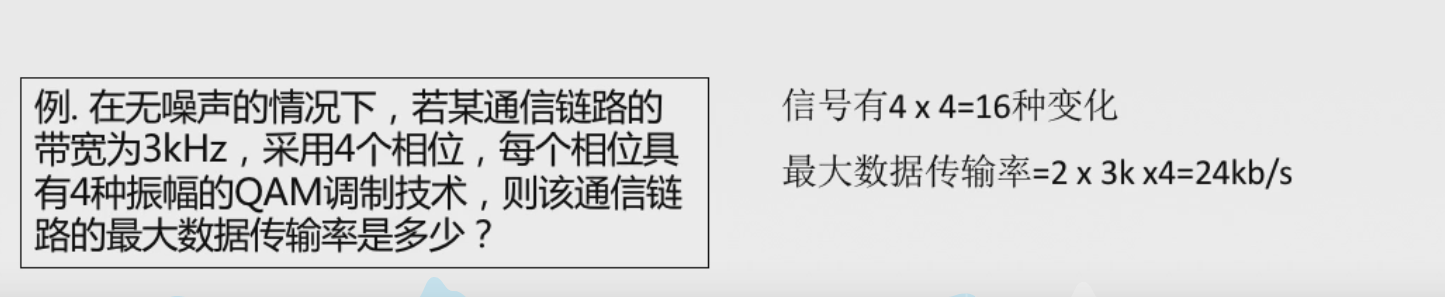 例. 在无噪声的情况下，若某通信链路的
带宽为3kHz，采用4个相位，每个相位具
有4种振幅的QAM调制技术，则该通信链
路的最大数据传输率是多少？
信号有4 x 4=16种变化
最大数据传输率=2 x 3k x4=24kb/s